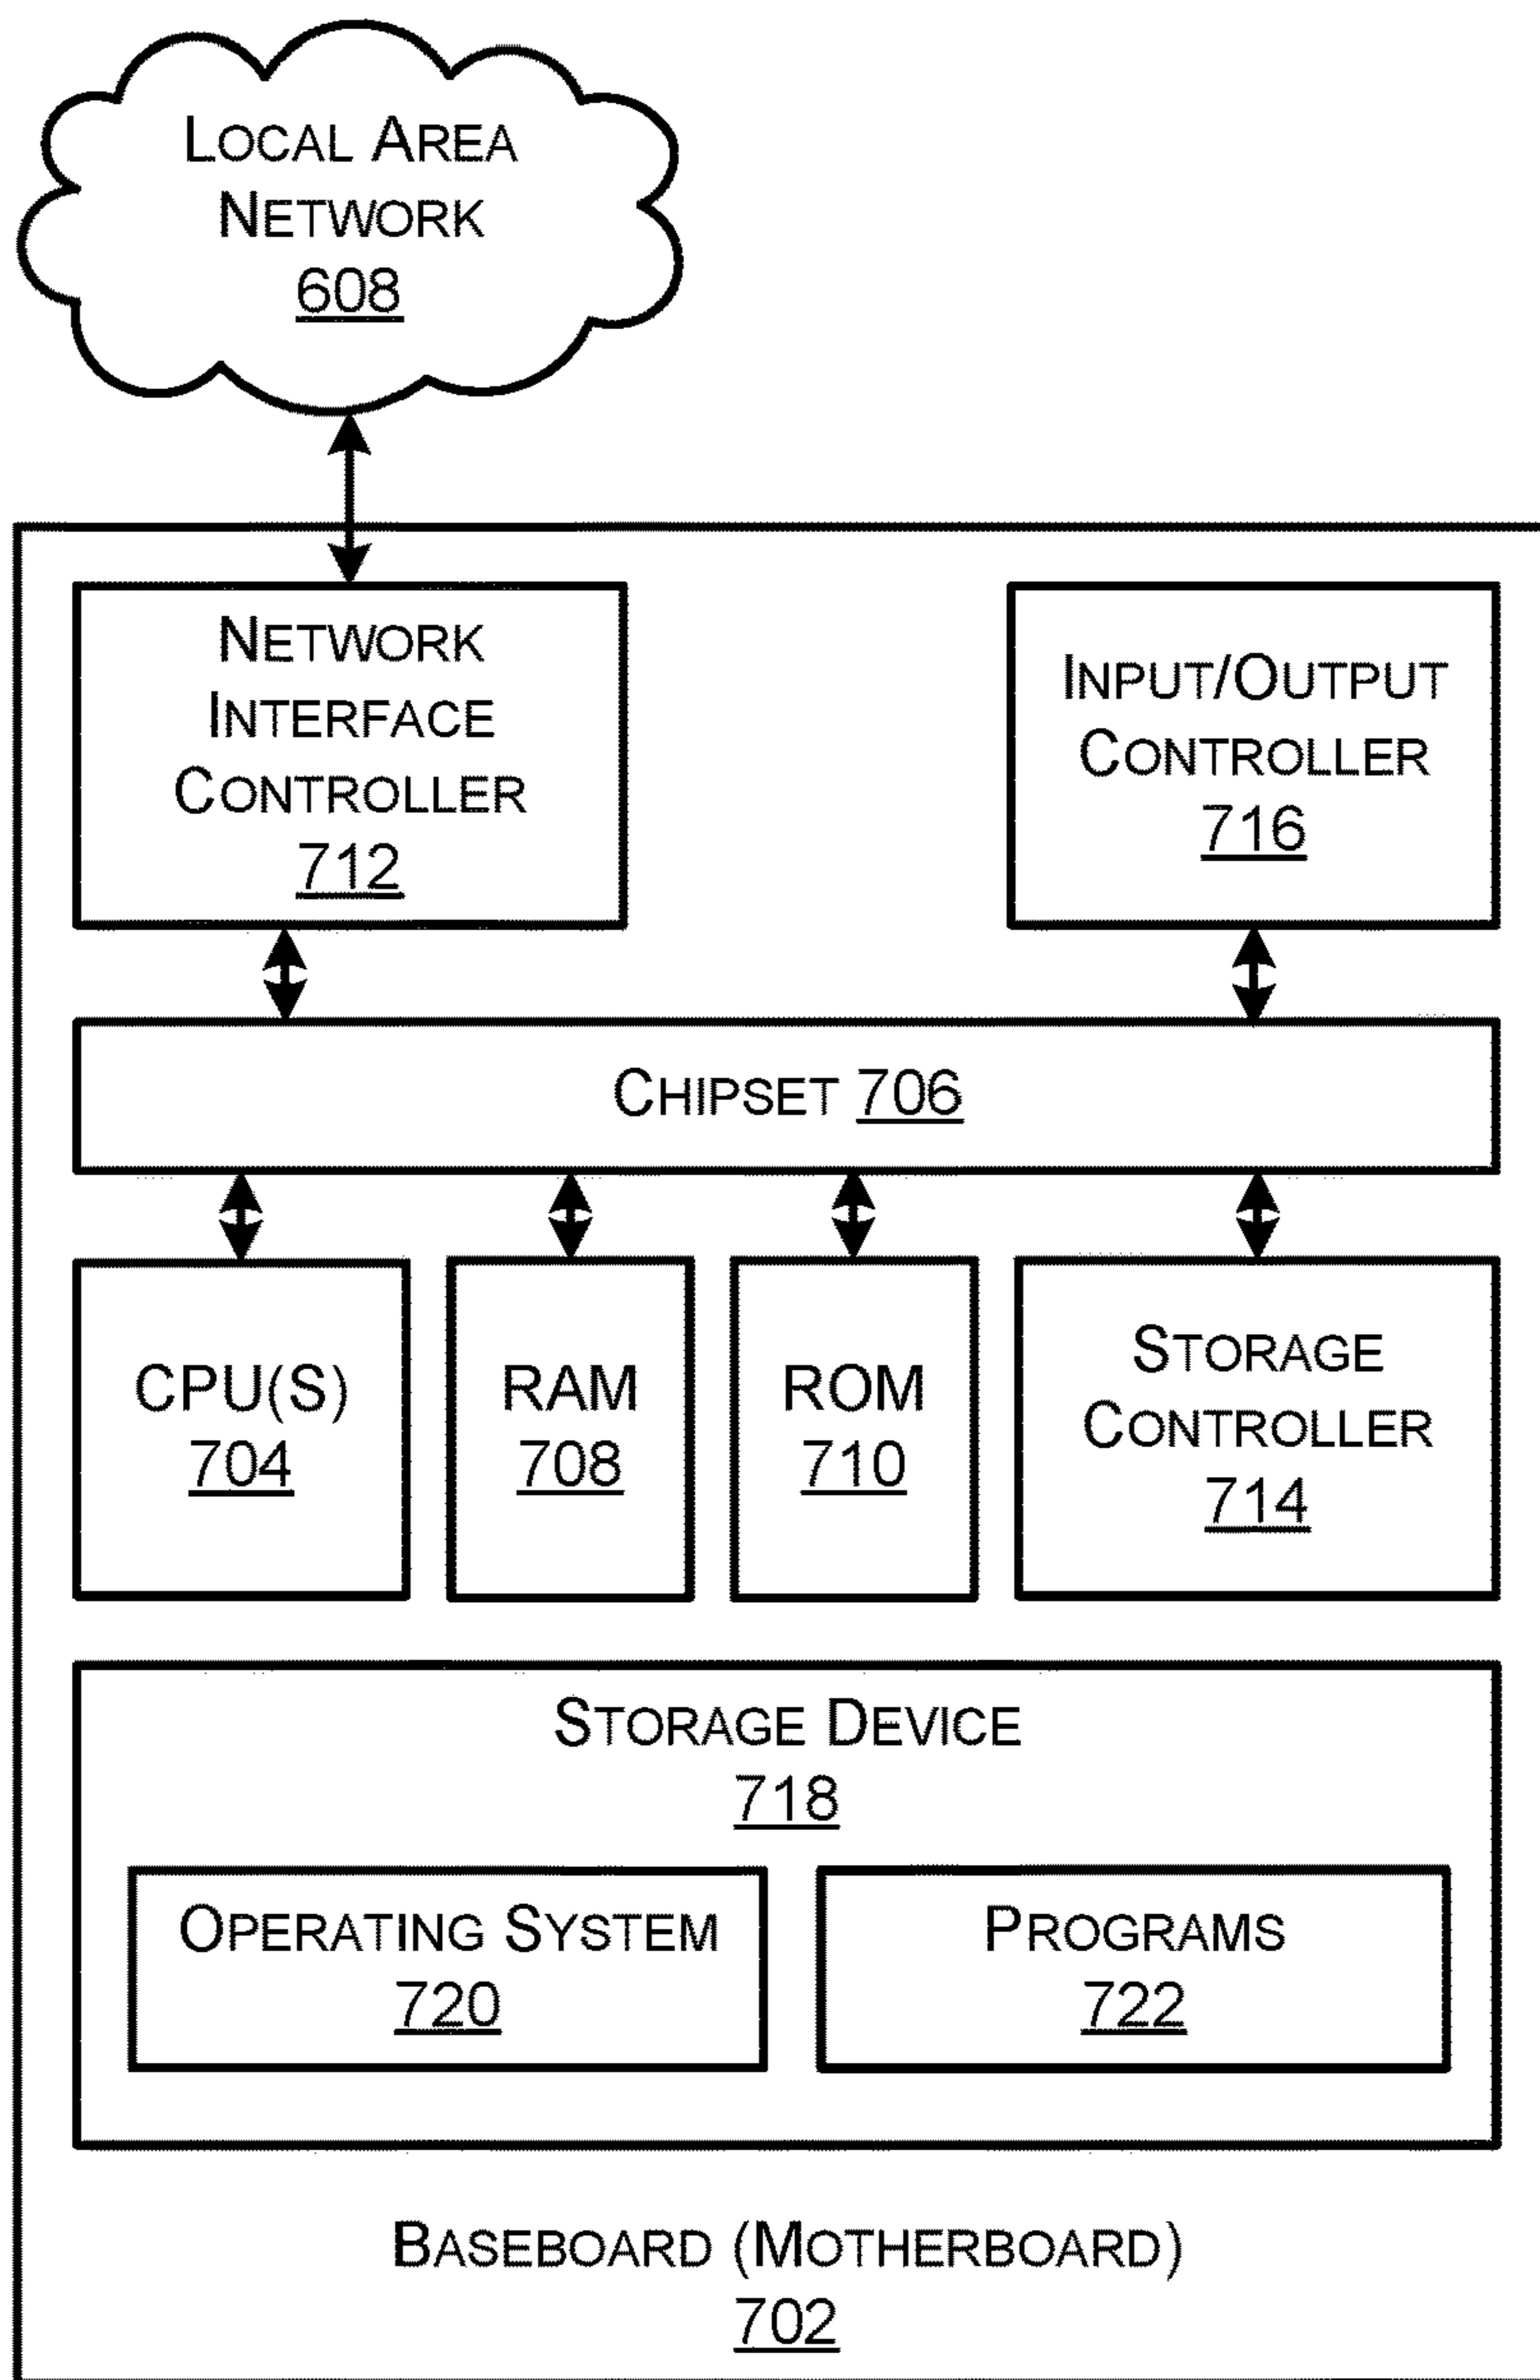 LOCAL AREA
NETWORK
608
NETWORK
INTERFACE
CONTROLLER
712
INPUT/OUTPUT
CONTROLLER
716
CHIPSET 706
CPU(S)
704
RAM
708
ROM
710
STORAGE
CONTROLLER
714
STORAGE DEVICE
718
OPERATING SYSTEM
720
PROGRAMS
722
BASEBOARD (MOTHERBOARD)
702